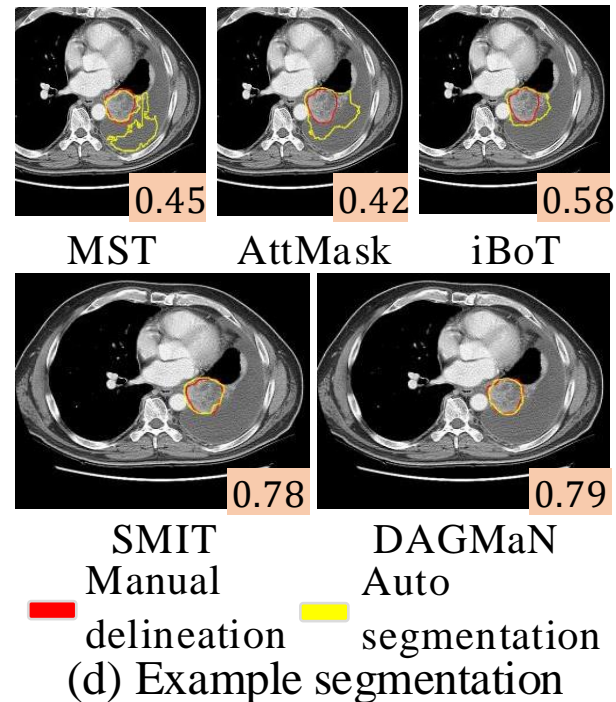 0.45 0.42 0.58
MST AttMask iBoT
0.78 0.79
SMIT DAGMaN
Manual Auto
delineation segmentation
(d) Example segmentation